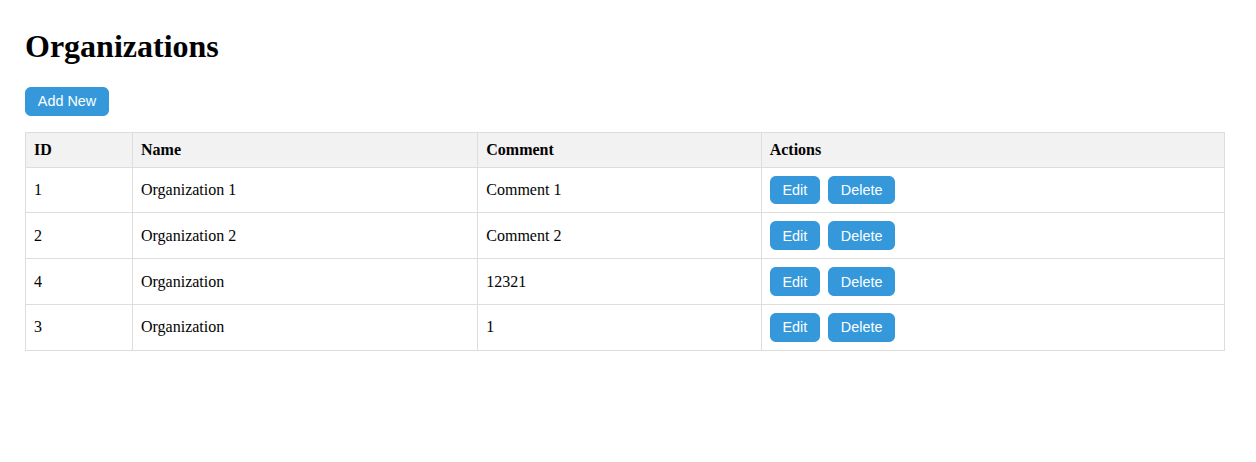 Organizations
Add New
ID Name Comment Actions
1 Organization 1 Comment 1 Edit Delete
2 Organization 2 Comment 2 Edit Delete
4 Organization 12321 Edit Delete
3 Organization 1 Edit Delete